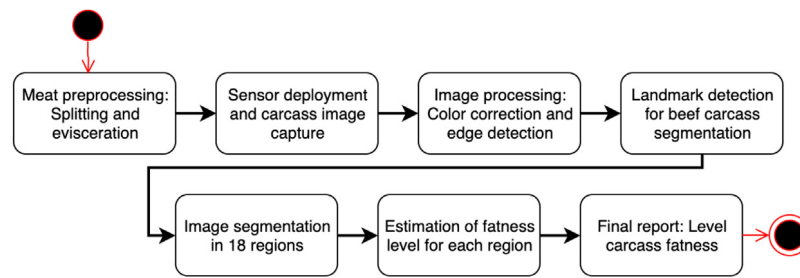 Meat preprocessing:
Splitting and
evisceration
Sensor deployment
and carcass image
capture
Image processing:
Color correction and
edge detection
Landmark detection
for beef carcass
segmentation
Image segmentation
in 18 regions
Estimation of fatness
level for each region
Final report: Level
carcass fatness